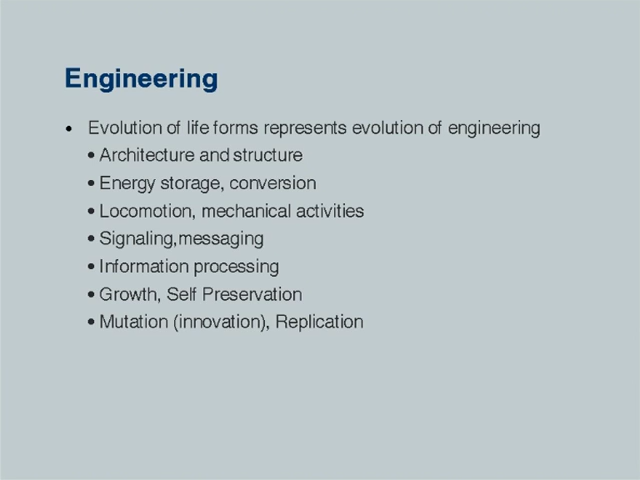 Engineering
• Evolution of life forms represents evolution of engineering
• Architecture and structure
• Energy storage, conversion
• Locomotion, mechanical activities
• Signaling,messaging
• Information processing
• Growth, Self Preservation
• Mutation (innovation), Replication